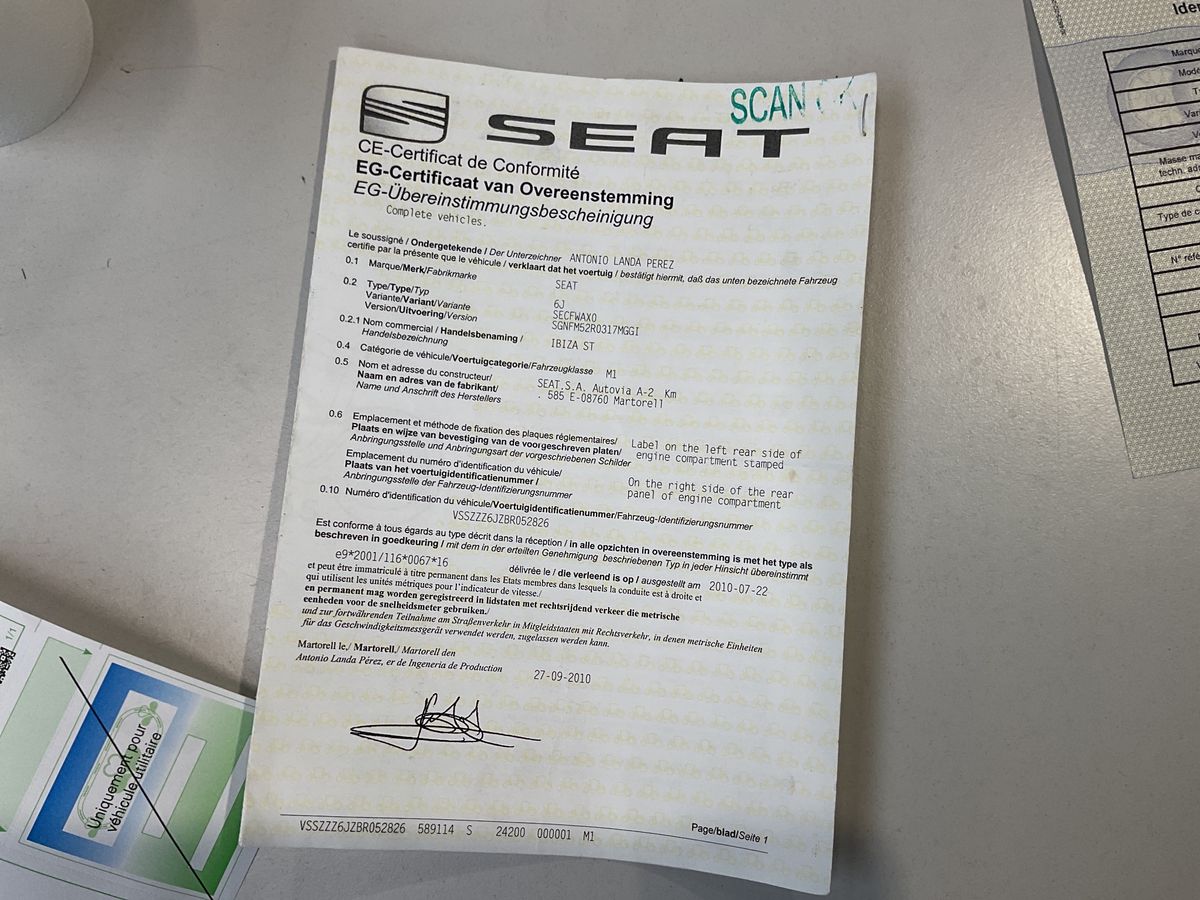 SCAN
SEAT
CE-Certificat de Conformité
EG-Certificaat van Overeenstemming
EG-Übereinstimmungsbescheinigung
Complete vehicles.
Le soussigné / Ondergetekende / Der Unterzeichner ANTONIO LANDA PEREZ
certifie par la présente que le véhicule / verklaart dat het voertuig / bestätigt hiermit, daß das unten bezeichnete Fahrzeug
0.1 Marque/Merk/Fabrikmarke SEAT
0.2 Type/Type/Typ 6J
Variante/Variant/Variante SECFWAX0
Version/Uitvoering/Version SGNFM52R0317MGGI
0.2.1 Nom commercial / Handelsbenaming / IBIZA ST
Handelsbezeichnung
0.4 Catégorie de véhicule/Voertuigcategorie/Fahrzeugklasse M1
0.5 Nom et adresse du constructeur/ SEAT.S.A. Autovia A-2 Km
Naam en adres van de fabrikant/ . 585 E-08760 Martorell
Name und Anschrift des Herstellers
0.6 Emplacement et méthode de fixation des plaques réglementaires/ Label on the left rear side of
Plaats en wijze van bevestiging van de voorgeschreven platen/ engine compartment stamped
Anbringungsstelle und Anbringungsart der vorgeschriebenen Schilder
Emplacement du numéro d'identification du véhicule/ On the right side of the rear
Plaats van het voertuigidentificatienummer / panel of engine compartment
Anbringungsstelle der Fahrzeug-Identifizierungsnummer
0.10 Numéro d'identification du véhicule/Voertuigidentificatienummer/Fahrzeug-Identifizierungsnummer
VSSZZZ6JZBR052826
Est conforme à tous égards au type décrit dans la réception / in alle opzichten in overeenstemming is met het type als
beschreven in goedkeuring / mit dem in der erteilten Genehmigung beschriebenen Typ in jeder Hinsicht übereinstimmt
e9*2001/116*0067*16 délivrée le / die verleend is op / ausgestellt am 2010-07-22
et peut être immatriculé à titre permanent dans les Etats membres dans lesquels la conduite est à droite et
qui utilisent les unités métriques pour l'indicateur de vitesse./
en permanent mag worden geregistreerd in lidstaten met rechtsrijdend verkeer die metrische
eenheden voor de snelheidsmeter gebruiken./
und zur fortwährenden Teilnahme am Straßenverkehr in Mitgleidstaaten mit Rechtsverkehr, in denen metrische Einheiten
für das Geschwindigkeitsmessgerät verwendet werden, zugelassen werden kann.
Martorell le,/ Martorell,/ Martorell den
Antonio Landa Pérez, er de Ingeneria de Production 27-09-2010
VSSZZZ6JZBR052826 589114 S 24200 000001 M1
Page/blad/Seite 1
1/1
Uniquement pour
véhicule utilitaire
Marque
Masse
techn.
Type de
N°